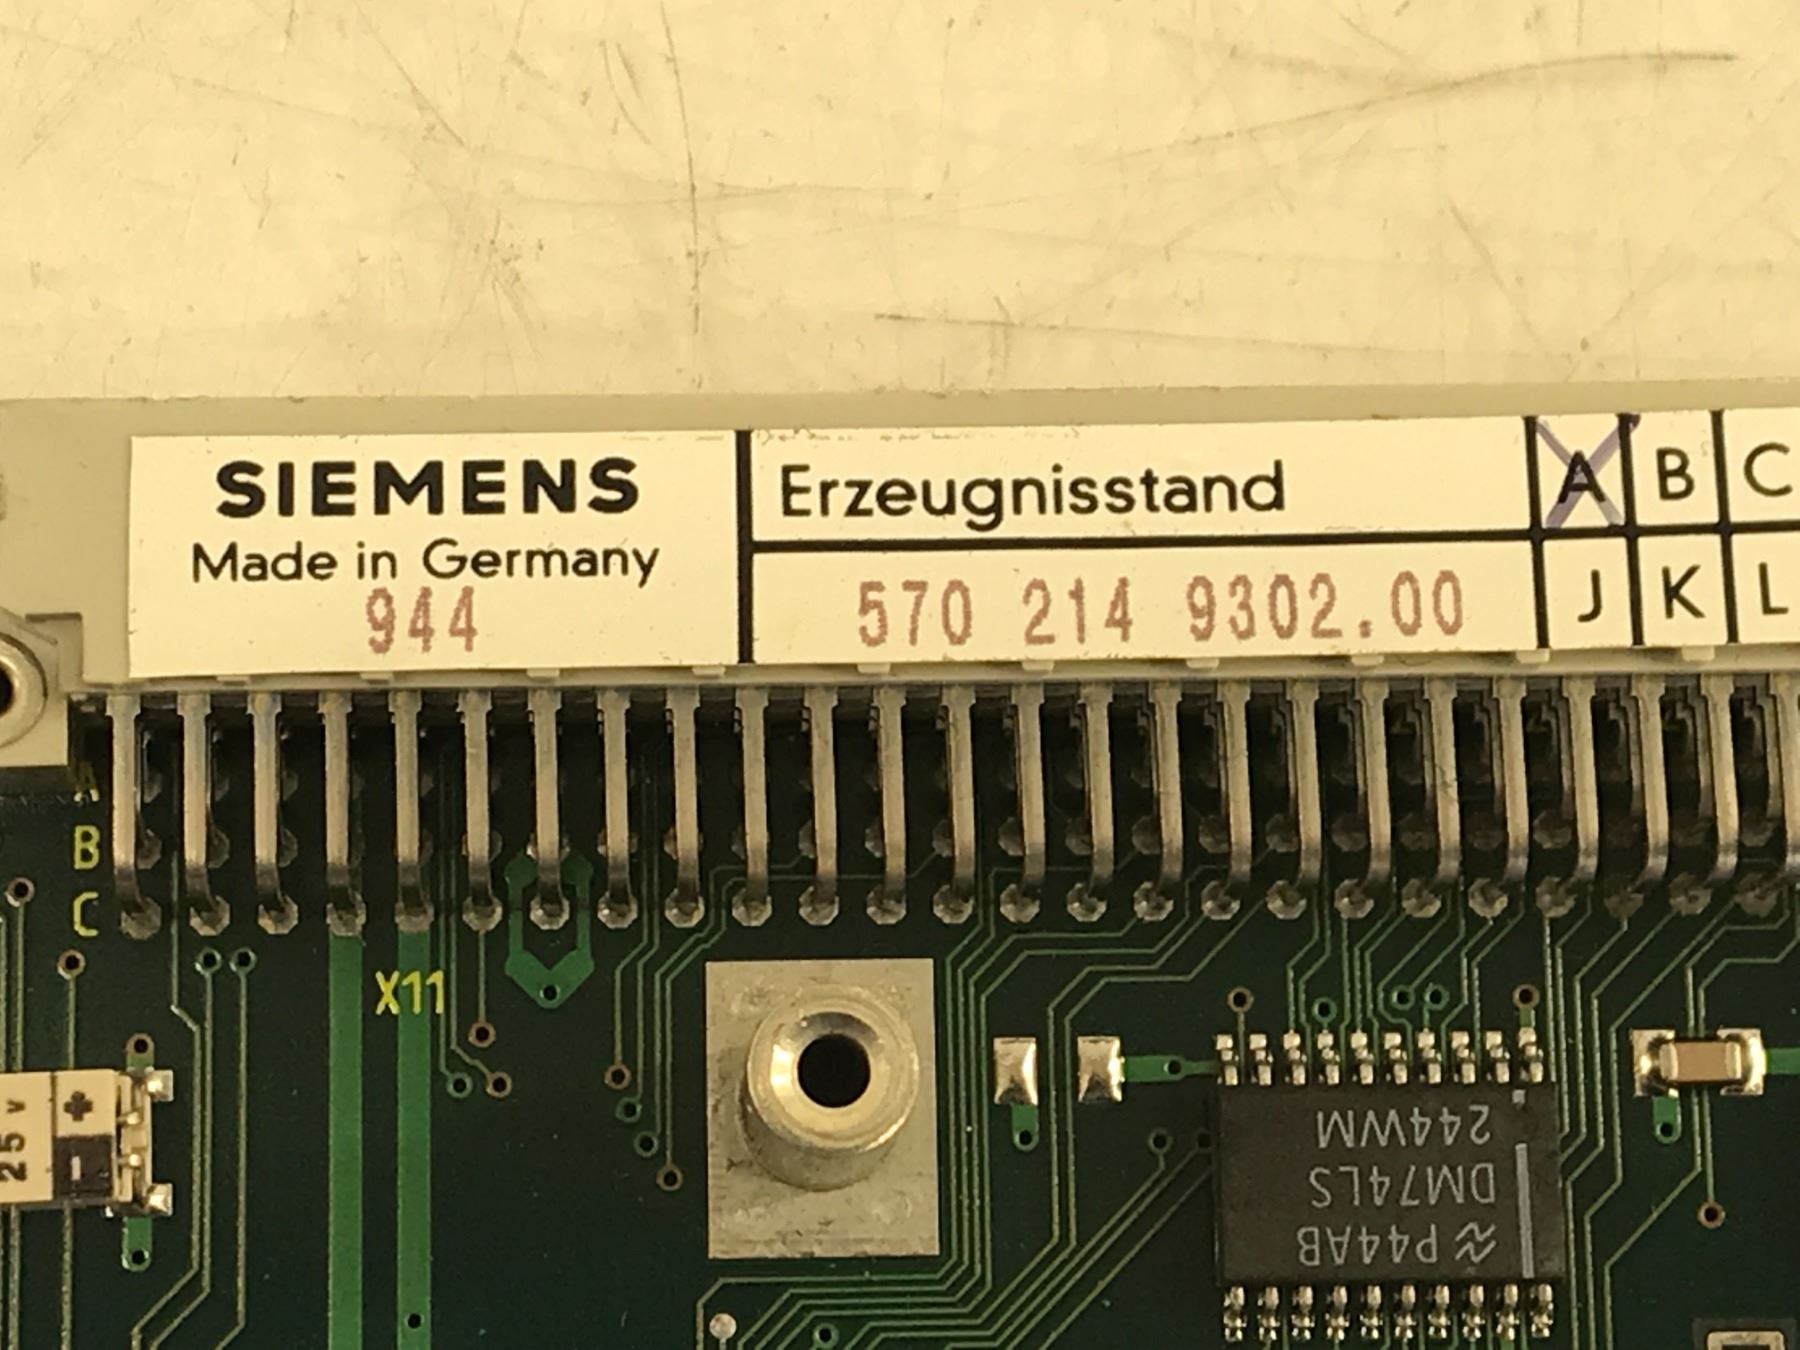 SIEMENS
Made in Germany
944
Erzeugnisstand
A B C
570 214 9302.00
J K L
A
B
C
X11
25 v
+
-
P44AB
DM74LS
244WM